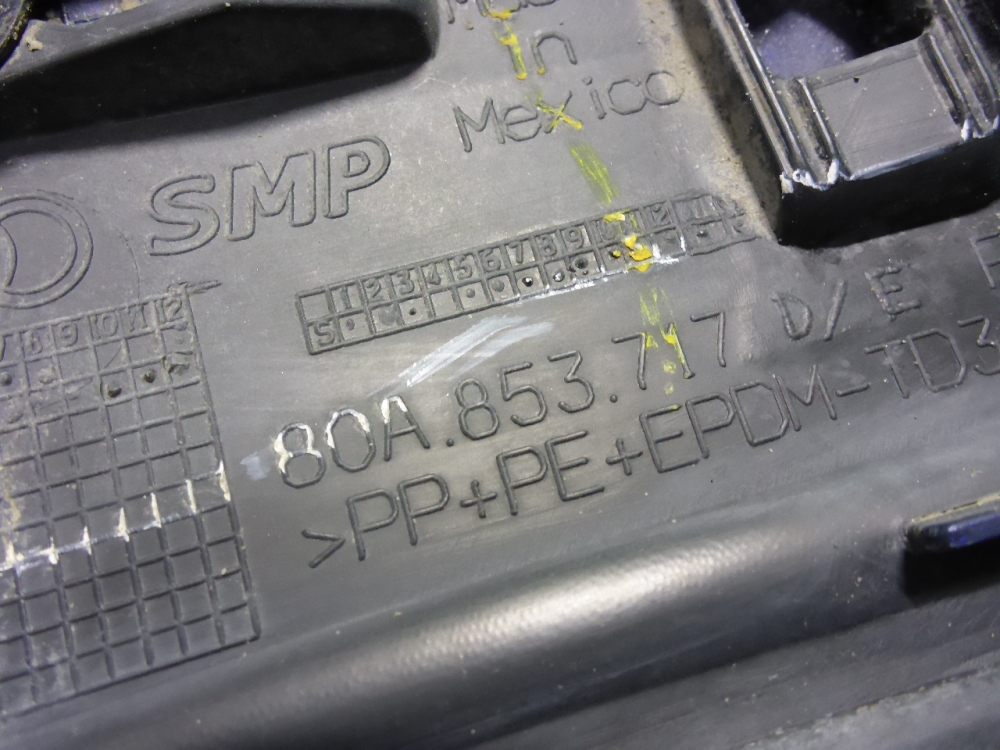 in
Mexico
SMP
1 2 3 4 5 6 7 8 9 10 11 12
S
8 9 10 11 12
80A.853.717 D/E
>PP+PE+EPDM-TD3